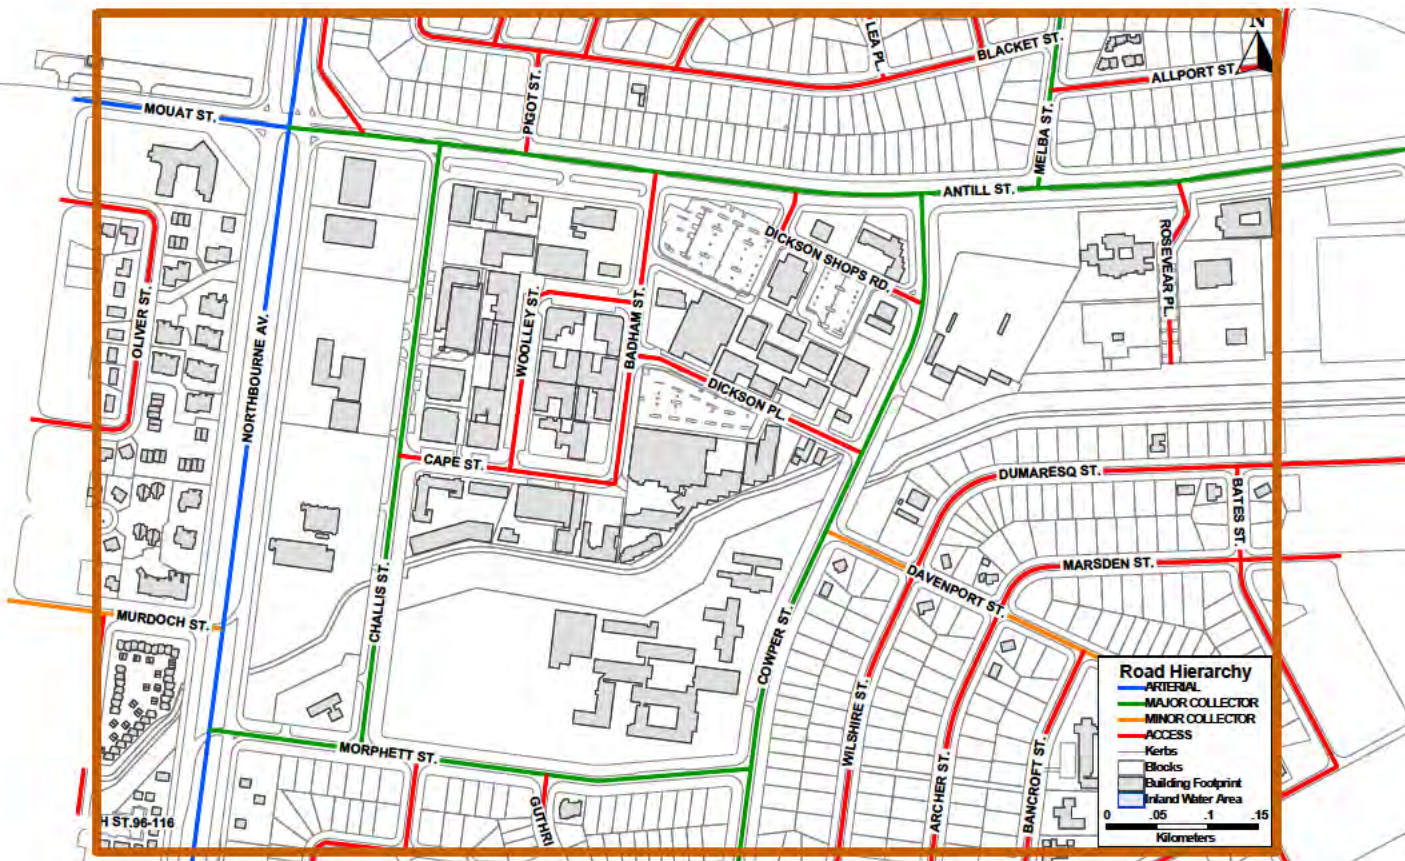 N
LEA PL.
BLACKET ST.
ALLPORT ST.
MOUAT ST.
PIGOT ST.
MELBA ST.
ANTILL ST.
DICKSON SHOPS RD.
ROSEVEAR PL.
OLIVER ST.
NORTHBOURNE AV.
WOOLLEY ST.
BADHAM ST.
DICKSON PL.
CAPE ST.
DUMARESQ ST.
BATES ST.
MARSDEN ST.
DAVENPORT ST.
MURDOCH ST.
CHALLIS ST.
COWPER ST.
WILSHIRE ST.
MORPHETT ST.
ARCHER ST.
BANCROFT ST.
GUTHRI
H ST.96-116
Road Hierarchy
ARTERIAL
MAJOR COLLECTOR
MINOR COLLECTOR
ACCESS
Kerbs
Blocks
Building Footprint
Inland Water Area
0 .05 .1 .15
Kilometers